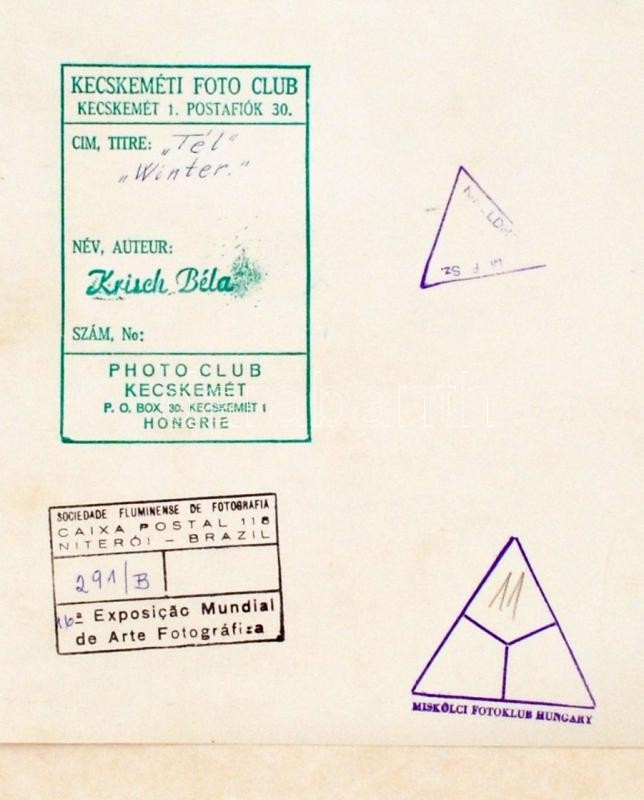 KECSKEMÉTI FOTO CLUB
KECSKEMÉT 1. POSTAFIÓK 30.
CIM, TITRE: „Tél"
„Winter."
NÉV, AUTEUR:
Krisch Béla
SZÁM, No:
PHOTO CLUB
KECSKEMÉT
P. O. BOX. 30. KECSKEMÉT 1
HONGRIE
SOCIEDADE FLUMINENSE DE FOTOGRAFIA
CAIXA POSTAL 118
NITERÓI - BRAZIL
291/B
16ª Exposição Mundial
de Arte Fotográfiza
11
MISKOLCI FOTOKLUB HUNGARY